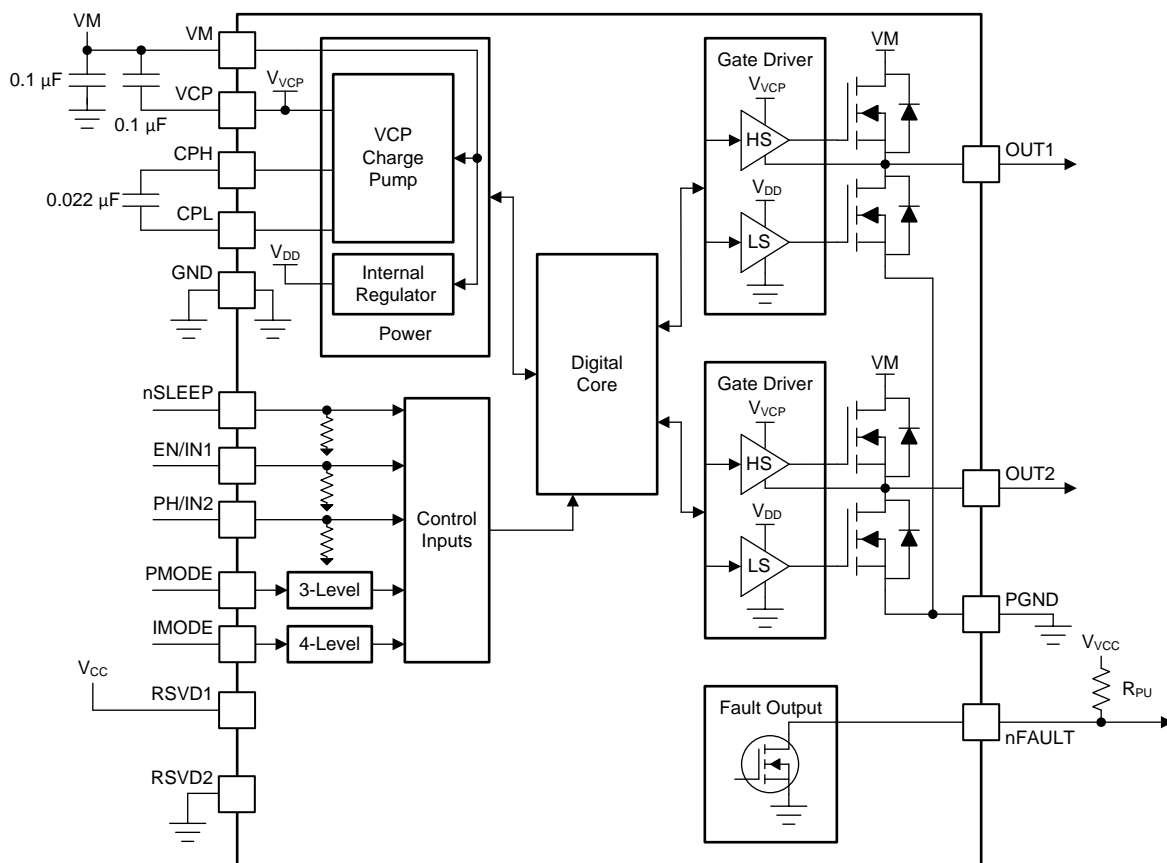 VM
0.1 µF
0.1 µF
VM
VCP
CPH
0.022 µF
CPL
GND
V_VCP
VCP
Charge
Pump
V_DD
Internal
Regulator
Power
nSLEEP
EN/IN1
PH/IN2
PMODE
3-Level
IMODE
4-Level
Control
Inputs
V_CC
RSVD1
RSVD2
Digital
Core
Gate Driver
V_VCP
HS
V_DD
LS
VM
OUT1
Gate Driver
V_VCP
HS
V_DD
LS
VM
OUT2
PGND
V_VCC
R_PU
Fault Output
nFAULT